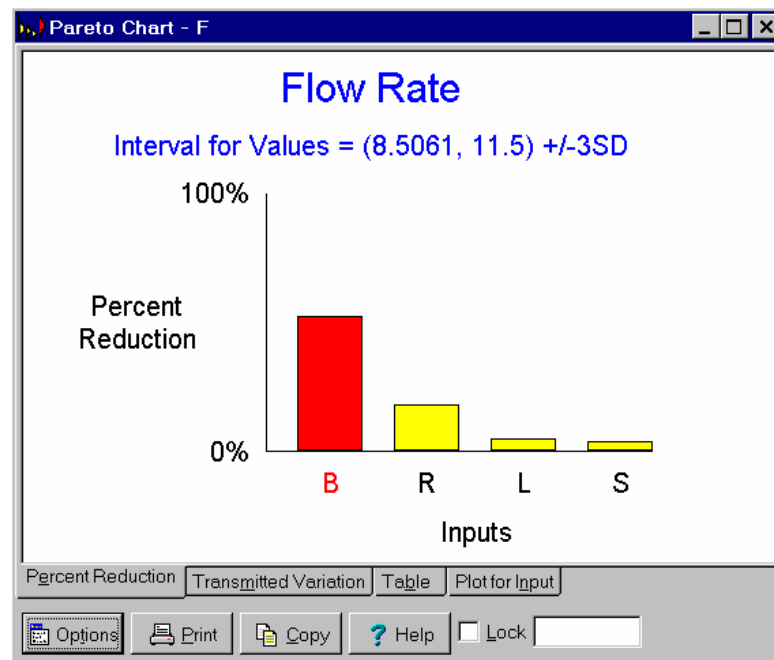 Pareto Chart - F
Flow Rate
Interval for Values = (8.5061, 11.5) +/-3SD
100%
Percent
Reduction
0%
B R L S
Inputs
Percent Reduction Transmitted Variation Table Plot for Input
Options Print Copy ? Help Lock